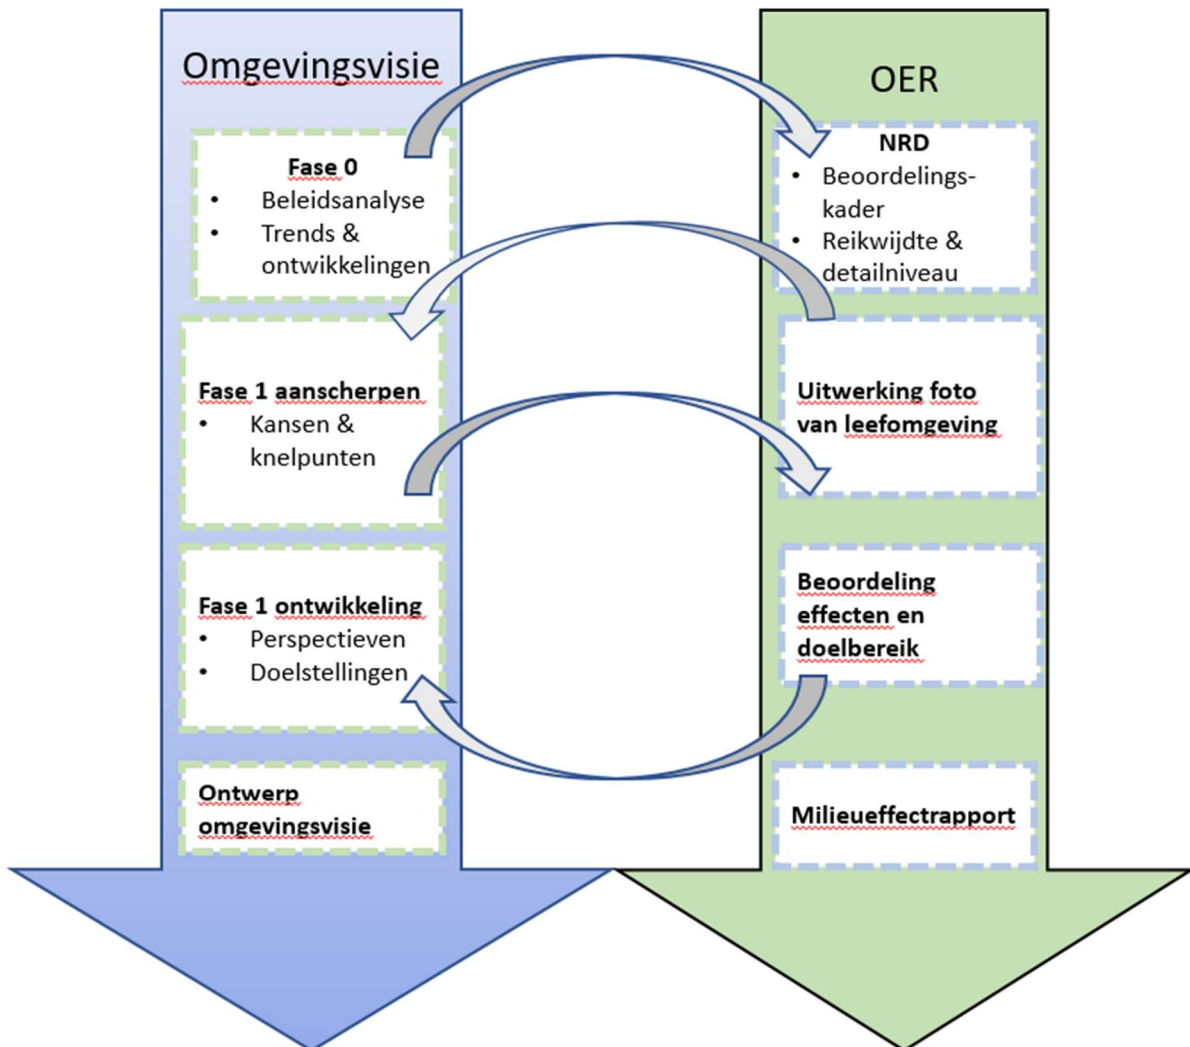 Omgevingsvisie
Fase 0
• Beleidsanalyse
• Trends &
ontwikkelingen
Fase 1 aanscherpen
• Kansen &
knelpunten
Fase 1 ontwikkeling
• Perspectieven
• Doelstellingen
Ontwerp
omgevingsvisie
OER
NRD
• Beoordelings-
kader
• Reikwijdte &
detailniveau
Uitwerking foto
van leefomgeving
Beoordeling
effecten en
doelbereik
Milieueffectrapport